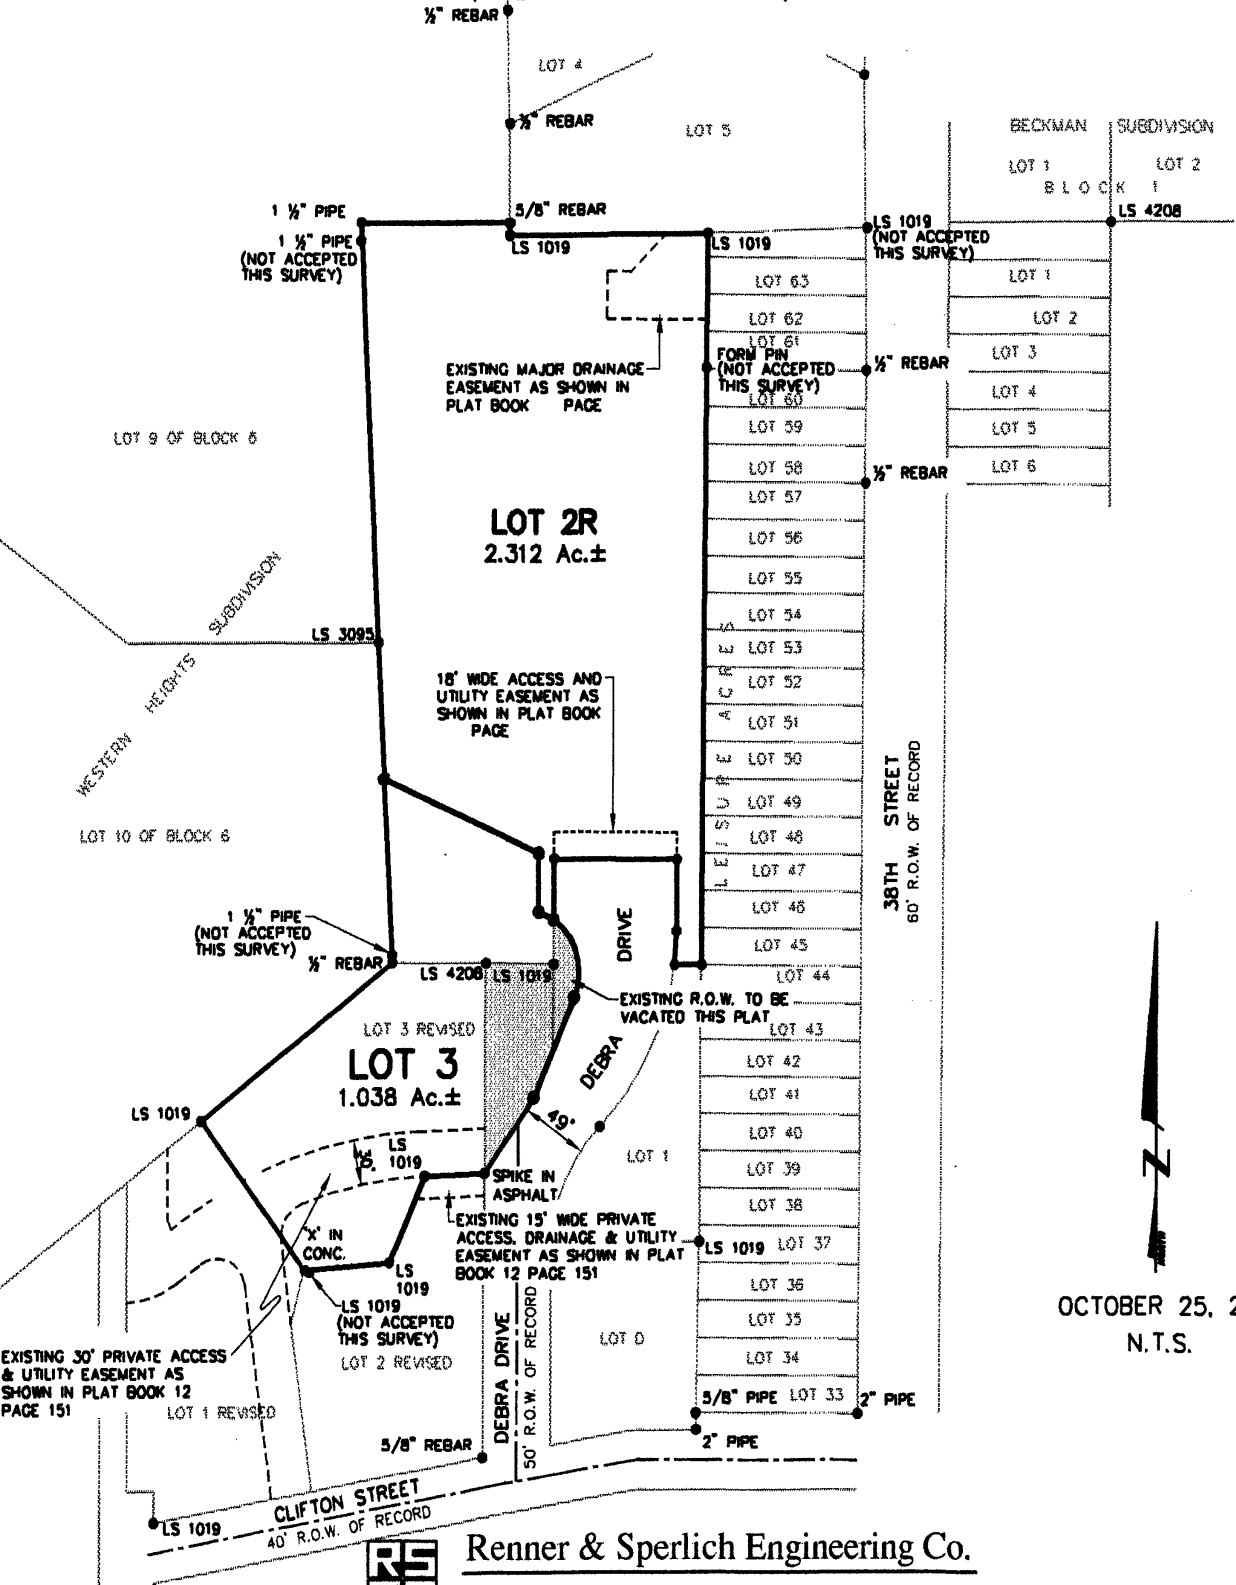 ½" REBAR
LOT 4
½" REBAR
LOT 5
BECKMAN SUBDIVISION
LOT 1
LOT 2
BLOCK 1
1 ½" PIPE
5/8" REBAR
LS 1019
(NOT ACCEPTED
THIS SURVEY)
LS 4208
1 ½" PIPE
(NOT ACCEPTED
THIS SURVEY)
LS 1019
LS 1019
LOT 63
LOT 62
LOT 61
LOT 1
LOT 2
LOT 3
LOT 4
LOT 5
LOT 6
FORM PIN
(NOT ACCEPTED
THIS SURVEY)
½" REBAR
EXISTING MAJOR DRAINAGE
EASEMENT AS SHOWN IN
PLAT BOOK PAGE
LOT 60
LOT 59
LOT 58
LOT 57
LOT 56
LOT 55
LOT 54
LOT 53
LOT 52
LOT 51
LOT 50
LOT 49
LOT 48
LOT 47
LOT 46
LOT 45
LOT 44
LOT 43
LOT 42
LOT 41
LOT 40
LOT 39
LOT 38
LOT 37
LOT 36
LOT 35
LOT 34
LOT 33
½" REBAR
LOT 9 OF BLOCK 6
LOT 2R
2.312 Ac.±
WESTERN HEIGHTS SUBDIVISION
LS 3095
18' WIDE ACCESS AND
UTILITY EASEMENT AS
SHOWN IN PLAT BOOK
PAGE
LEISURE ACRES
38TH STREET
60' R.O.W. OF RECORD
LOT 10 OF BLOCK 6
1 ½" PIPE
(NOT ACCEPTED
THIS SURVEY)
½" REBAR
LS 4208
LS 1019
DRIVE
DEBRA
EXISTING R.O.W. TO BE
VACATED THIS PLAT
LOT 3 REVISED
LOT 3
1.038 Ac.±
LS 1019
49'
30'
LS
1019
LOT 1
SPIKE IN
ASPHALT
EXISTING 15' WIDE PRIVATE
ACCESS, DRAINAGE & UTILITY
EASEMENT AS SHOWN IN PLAT
BOOK 12 PAGE 151
LS 1019
"X" IN
CONC.
LS
1019
LS 1019
(NOT ACCEPTED
THIS SURVEY)
LOT 2 REVISED
EXISTING 30' PRIVATE ACCESS
& UTILITY EASEMENT AS
SHOWN IN PLAT BOOK 12
PAGE 151
LOT 1 REVISED
DEBRA DRIVE
50' R.O.W. OF RECORD
LOT D
5/8" PIPE
2" PIPE
2" PIPE
5/8" REBAR
CLIFTON STREET
40' R.O.W. OF RECORD
LS 1019
N
OCTOBER 25, 2
N.T.S.
RS
Renner & Sperlich Engineering Co.